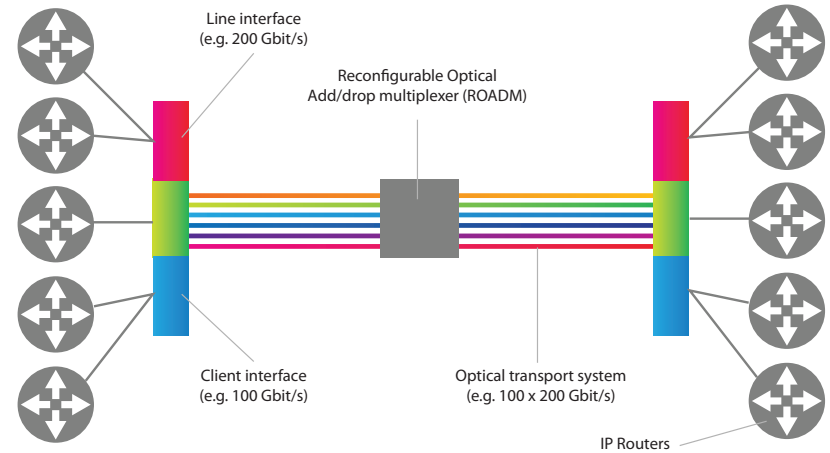 Line interface
(e.g. 200 Gbit/s)
Reconfigurable Optical
Add/drop multiplexer (ROADM)
Client interface
(e.g. 100 Gbit/s)
Optical transport system
(e.g. 100 x 200 Gbit/s)
IP Routers